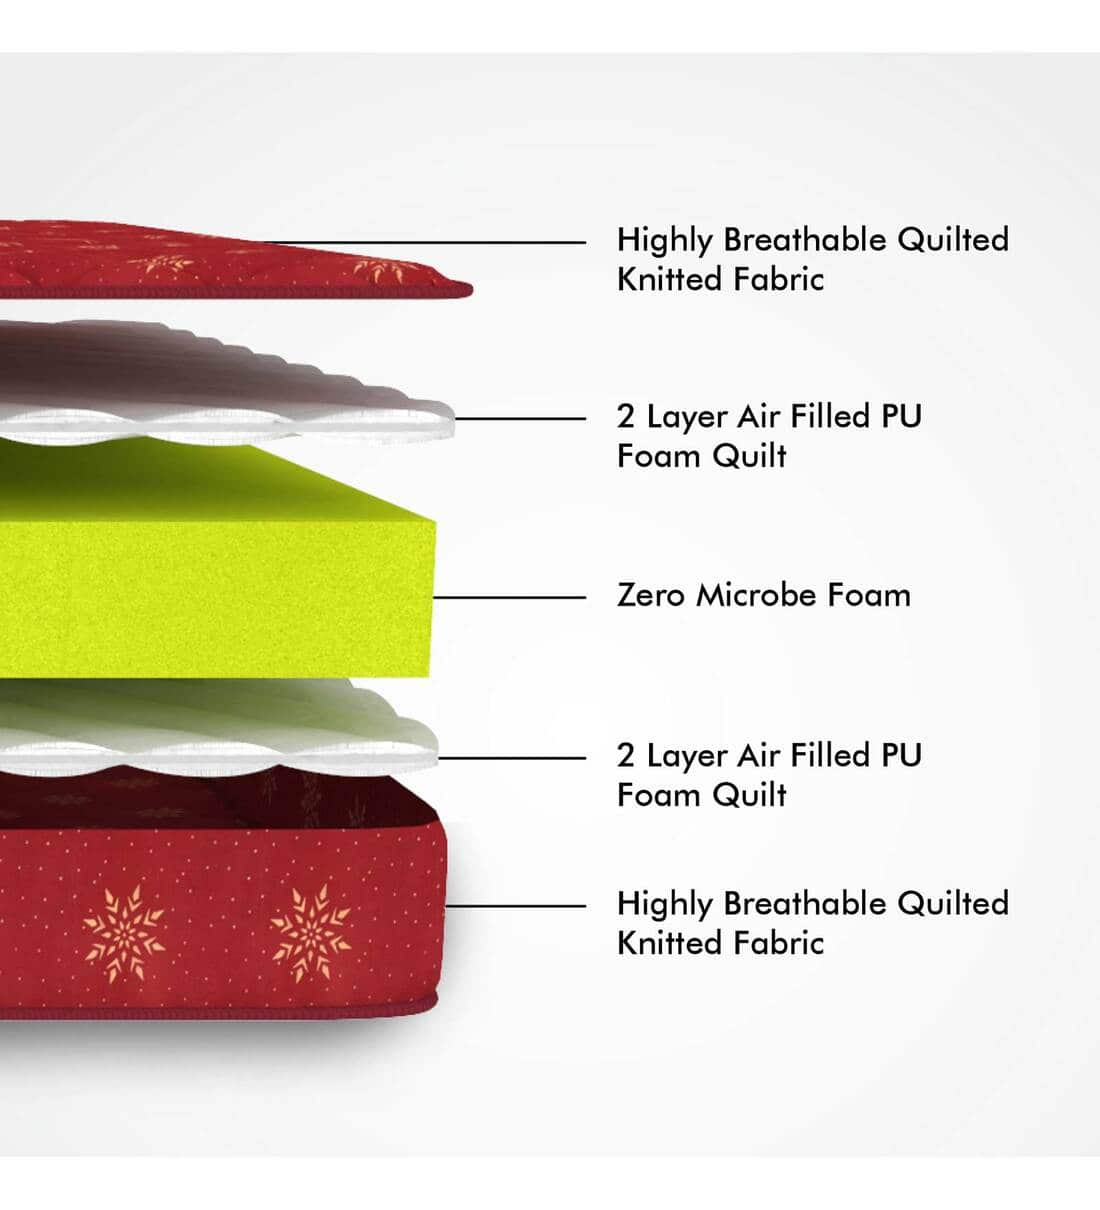 Highly Breathable Quilted
Knitted Fabric
2 Layer Air Filled PU
Foam Quilt
Zero Microbe Foam
2 Layer Air Filled PU
Foam Quilt
Highly Breathable Quilted
Knitted Fabric